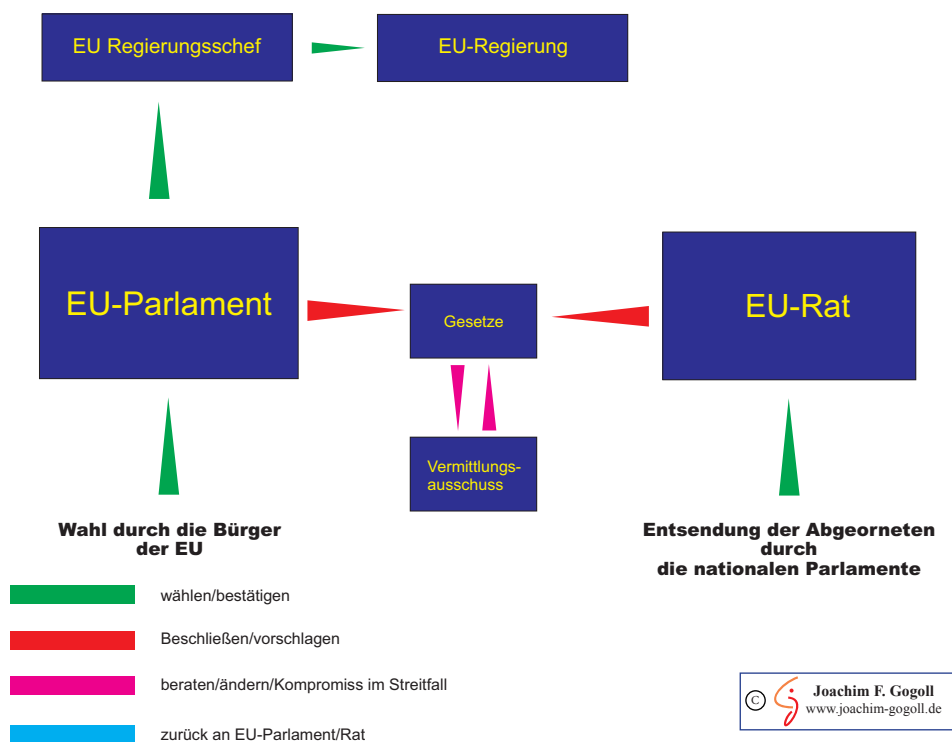 EU Regierungsschef
EU-Regierung
EU-Parlament
Gesetze
EU-Rat
Vermittlungs-
ausschuss
Wahl durch die Bürger
der EU
Entsendung der Abgeorneten
durch
die nationalen Parlamente
wählen/bestätigen
Beschließen/vorschlagen
beraten/ändern/Kompromiss im Streitfall
zurück an EU-Parlament/Rat
© Joachim F. Gogoll
www.joachim-gogoll.de